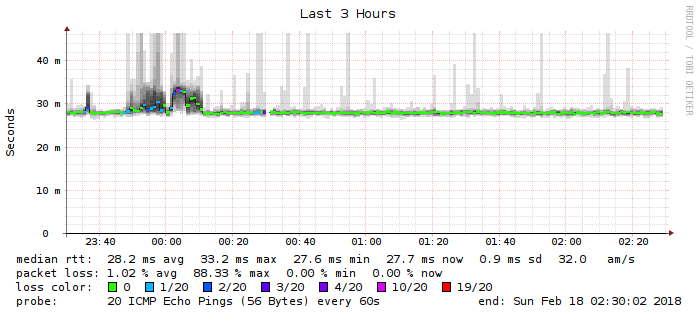 Last 3 Hours
RRDTOOL / TOBI OETIKER
Seconds
40 m
30 m
20 m
10 m
0
23:40 00:00 00:20 00:40 01:00 01:20 01:40 02:00 02:20
median rtt: 28.2 ms avg 33.2 ms max 27.6 ms min 27.7 ms now 0.9 ms sd 32.0 am/s
packet loss: 1.02 % avg 88.33 % max 0.00 % min 0.00 % now
loss color: 0 1/20 2/20 3/20 4/20 10/20 19/20
probe: 20 ICMP Echo Pings (56 Bytes) every 60s end: Sun Feb 18 02:30:02 2018